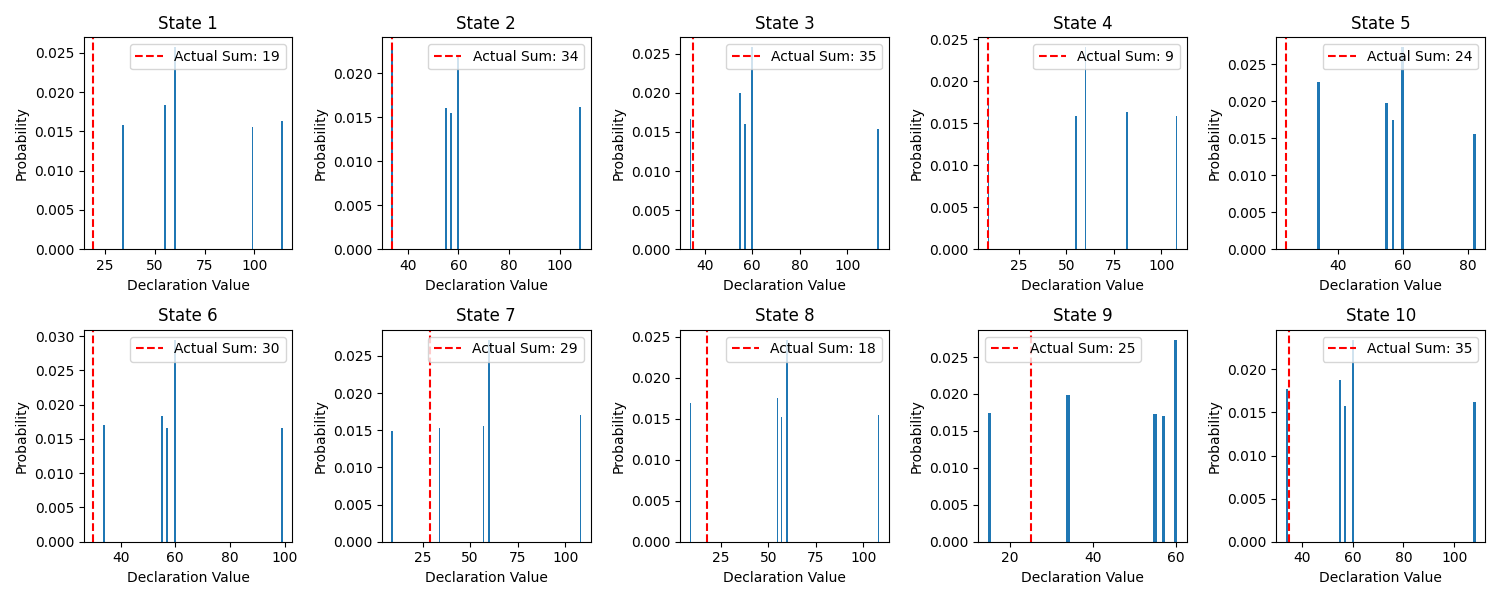 State 1
State 2
State 3
State 4
State 5
Actual Sum: 19
Actual Sum: 34
Actual Sum: 35
Actual Sum: 9
Actual Sum: 24
Probability
0.025
0.020
0.015
0.010
0.005
0.000
25
50
75
100
Declaration Value
Probability
0.020
0.015
0.010
0.005
0.000
40
60
80
100
Declaration Value
Probability
0.025
0.020
0.015
0.010
0.005
0.000
40
60
80
100
Declaration Value
Probability
0.025
0.020
0.015
0.010
0.005
0.000
25
50
75
100
Declaration Value
Probability
0.025
0.020
0.015
0.010
0.005
0.000
40
60
80
Declaration Value
State 6
State 7
State 8
State 9
State 10
Actual Sum: 30
Actual Sum: 29
Actual Sum: 18
Actual Sum: 25
Actual Sum: 35
Probability
0.030
0.025
0.020
0.015
0.010
0.005
0.000
40
60
80
100
Declaration Value
Probability
0.025
0.020
0.015
0.010
0.005
0.000
25
50
75
100
Declaration Value
Probability
0.025
0.020
0.015
0.010
0.005
0.000
25
50
75
100
Declaration Value
Probability
0.025
0.020
0.015
0.010
0.005
0.000
20
40
60
Declaration Value
Probability
0.020
0.015
0.010
0.005
0.000
40
60
80
100
Declaration Value